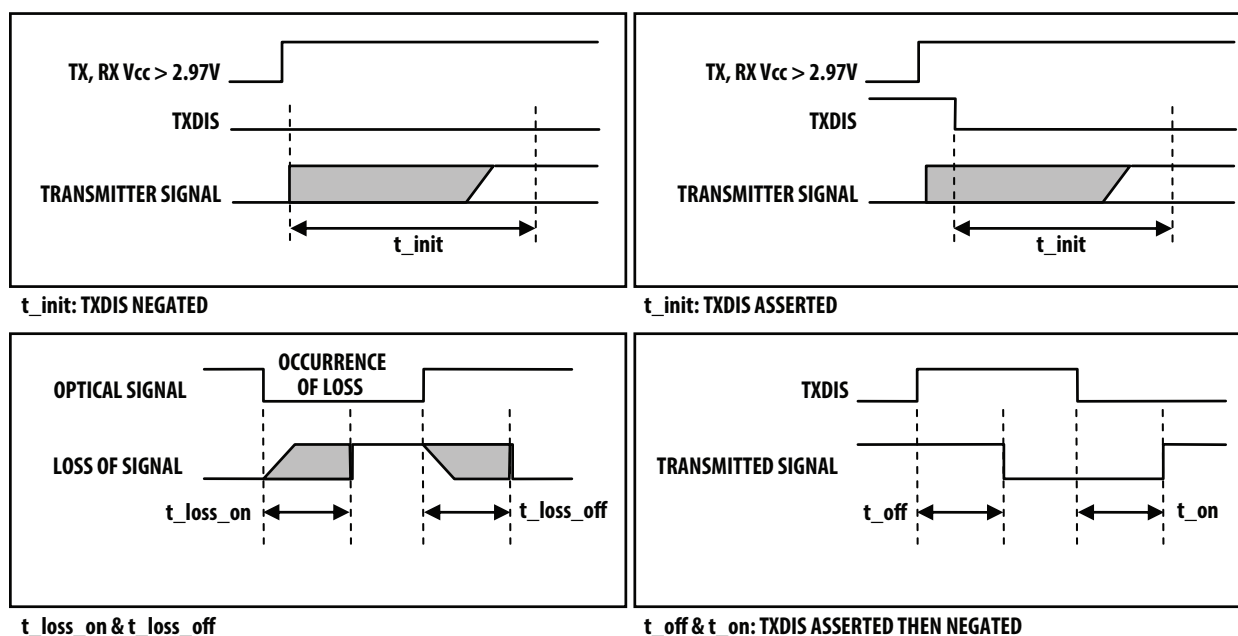 TX, RX Vcc > 2.97V
TXDIS
TRANSMITTER SIGNAL
t_init
t_init: TXDIS NEGATED
TX, RX Vcc > 2.97V
TXDIS
TRANSMITTER SIGNAL
t_init
t_init: TXDIS ASSERTED
OCCURRENCE
OF LOSS
OPTICAL SIGNAL
LOSS OF SIGNAL
t_loss_on
t_loss_off
t_loss_on & t_loss_off
TXDIS
TRANSMITTED SIGNAL
t_off
t_on
t_off & t_on: TXDIS ASSERTED THEN NEGATED